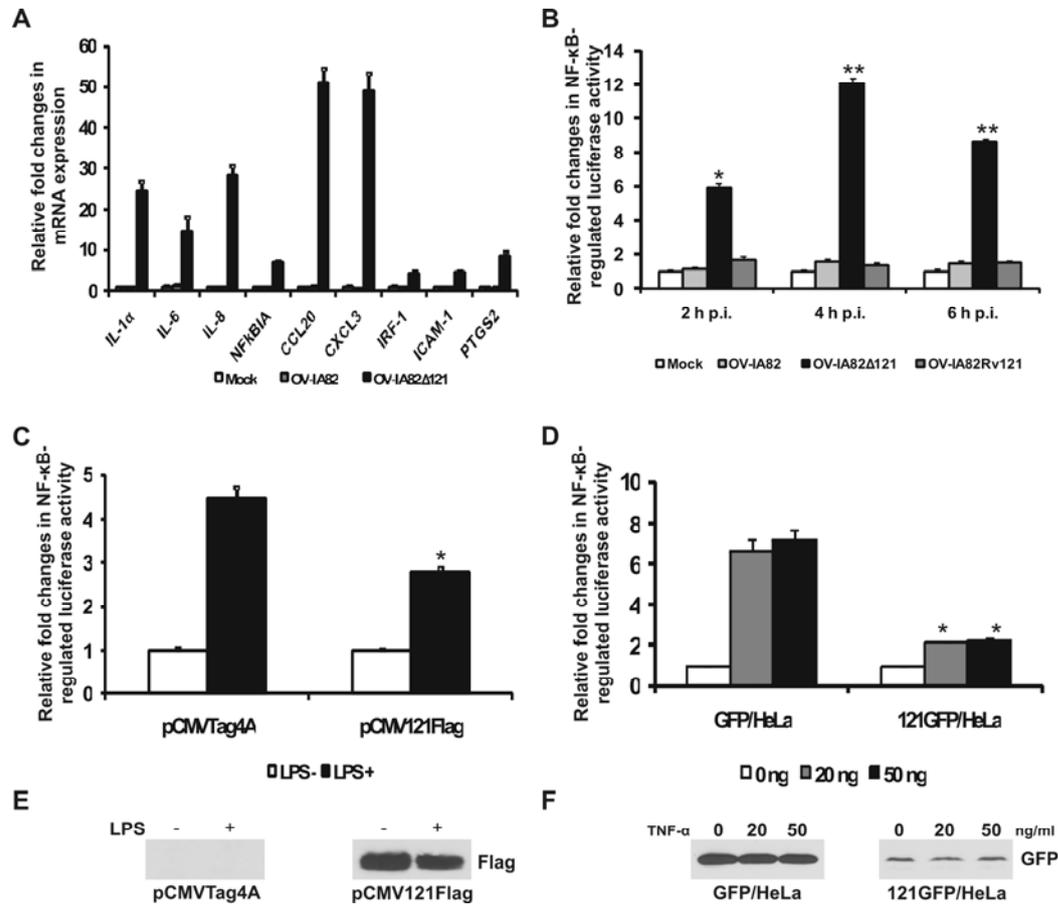 A
Relative fold changes in
mRNA expression
60
50
40
30
20
10
0
IL-1α
IL-6
IL-8
NFkBIA
CCL20
CXCL3
IRF-1
ICAM-1
PTGS2
Mock OV-IA82 OV-IA82Δ121
B
Relative fold changes in NF-κB-
regulated luciferase activity
14
12
10
8
6
4
2
0
* ** **
2 h p.i. 4 h p.i. 6 h p.i.
Mock OV-IA82 OV-IA82Δ121 OV-IA82Rv121
C
Relative fold changes in NF-κB-
regulated luciferase activity
5
4
3
2
1
0
*
pCMVTag4A pCMV121Flag
LPS- LPS+
D
Relative fold changes in NF-κB-
regulated luciferase activity
10
8
6
4
2
0
* *
GFP/HeLa 121GFP/HeLa
0 ng 20 ng 50 ng
E
LPS - + - +
Flag
pCMVTag4A pCMV121Flag
F
TNF-α 0 20 50 0 20 50 ng/ml
GFP
GFP/HeLa 121GFP/HeLa